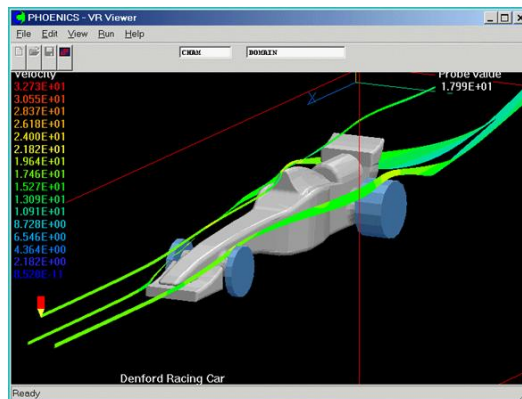 PHOENICS - VR Viewer
File Edit View Run Help
CHAM DOMAIN
Velocity
Probe value
1.799E+01
3.273E+01
3.055E+01
2.837E+01
2.618E+01
2.400E+01
2.182E+01
1.964E+01
1.746E+01
1.527E+01
1.309E+01
1.091E+01
8.728E+00
6.546E+00
4.364E+00
2.182E+00
Denford Racing Car
Ready